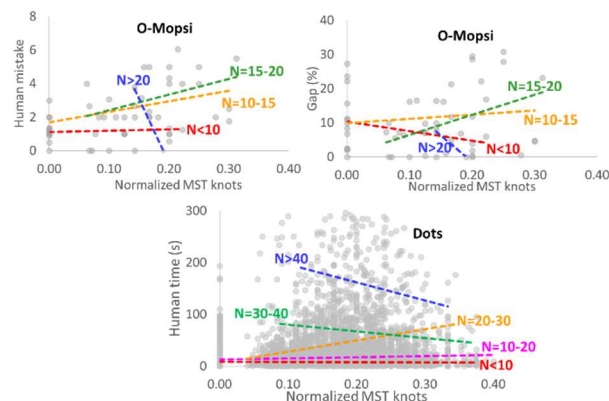 O-Mopsi
Human mistake
8
6
4
2
0
N>20
N=15-20
N=10-15
N<10
0.00 0.10 0.20 0.30 0.40
Normalized MST knots
O-Mopsi
Gap (%)
40
30
20
10
0
N=15-20
N=10-15
N>20
N<10
0.00 0.10 0.20 0.30 0.40
Normalized MST knots
Dots
Human time (s)
300
200
100
0
N>40
N=30-40
N=20-30
N=10-20
N<10
0.00 0.10 0.20 0.30 0.40
Normalized MST knots